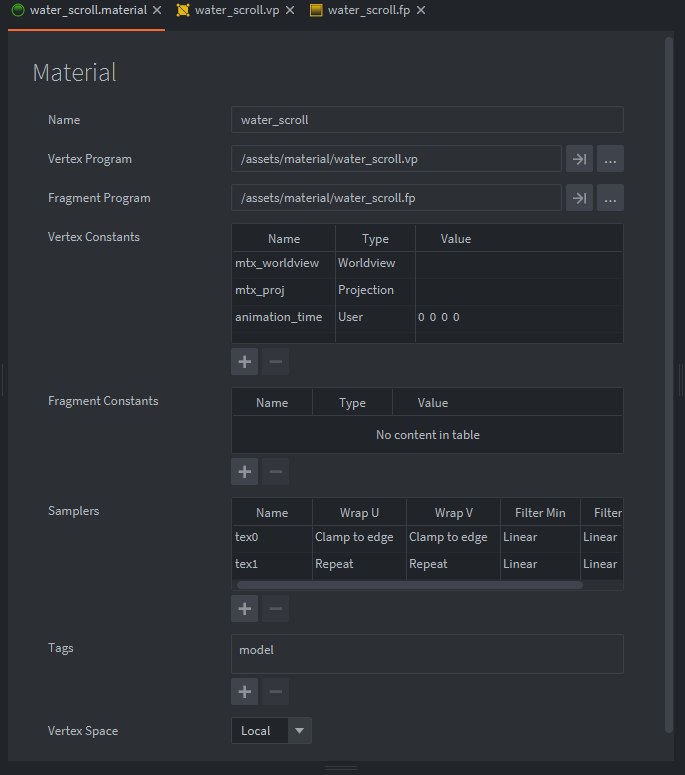 water_scroll.material × water_scroll.vp × water_scroll.fp ×
Material
Name water_scroll
Vertex Program /assets/material/water_scroll.vp ...
Fragment Program /assets/material/water_scroll.fp ...
Vertex Constants
Name Type Value
mtx_worldview Worldview
mtx_proj Projection
animation_time User 0 0 0 0
+ −
Fragment Constants
Name Type Value
No content in table
+ −
Samplers
Name Wrap U Wrap V Filter Min Filter
tex0 Clamp to edge Clamp to edge Linear Linear
tex1 Repeat Repeat Linear Linear
+ −
Tags
model
+ −
Vertex Space Local